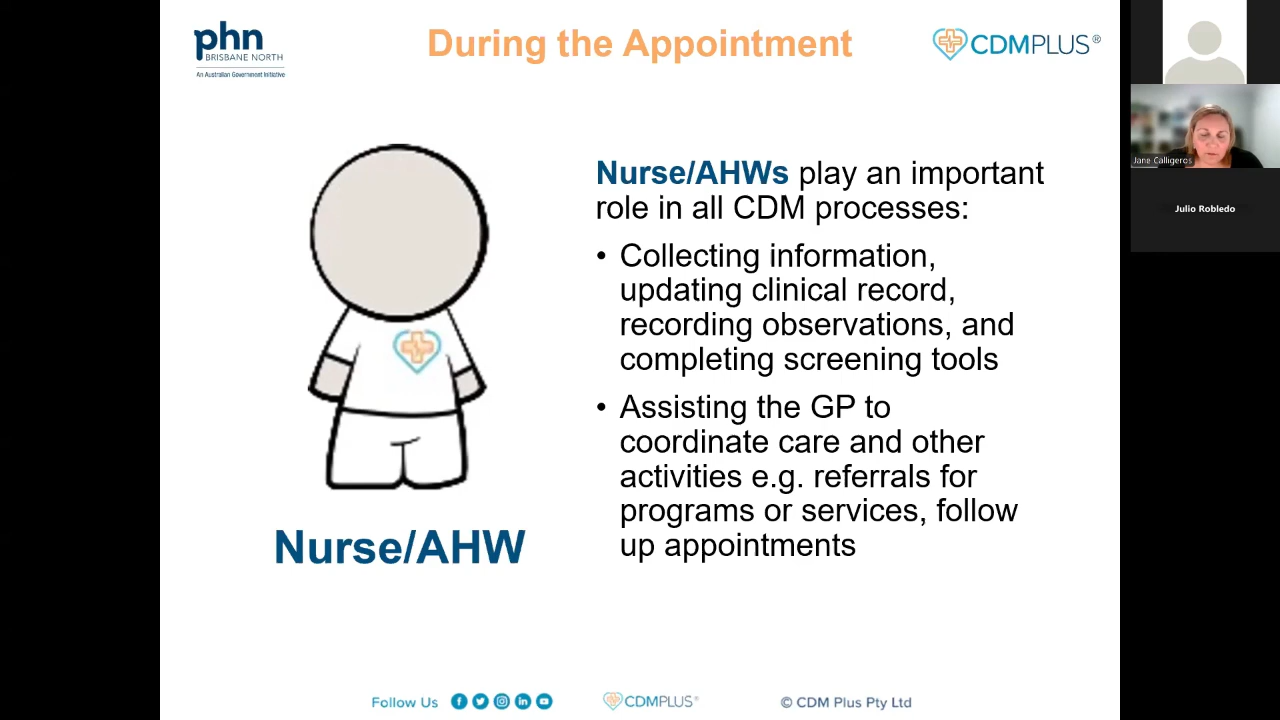 phn
BRISBANE NORTH
An Australian Government Initiative
During the Appointment
CDMPLUS®
Nurse/AHWs play an important
role in all CDM processes:
• Collecting information,
updating clinical record,
recording observations, and
completing screening tools
• Assisting the GP to
coordinate care and other
activities e.g. referrals for
programs or services, follow
up appointments
Nurse/AHW
Follow Us
CDMPLUS®
© CDM Plus Pty Ltd
Jane Calligeros
Julio Robledo